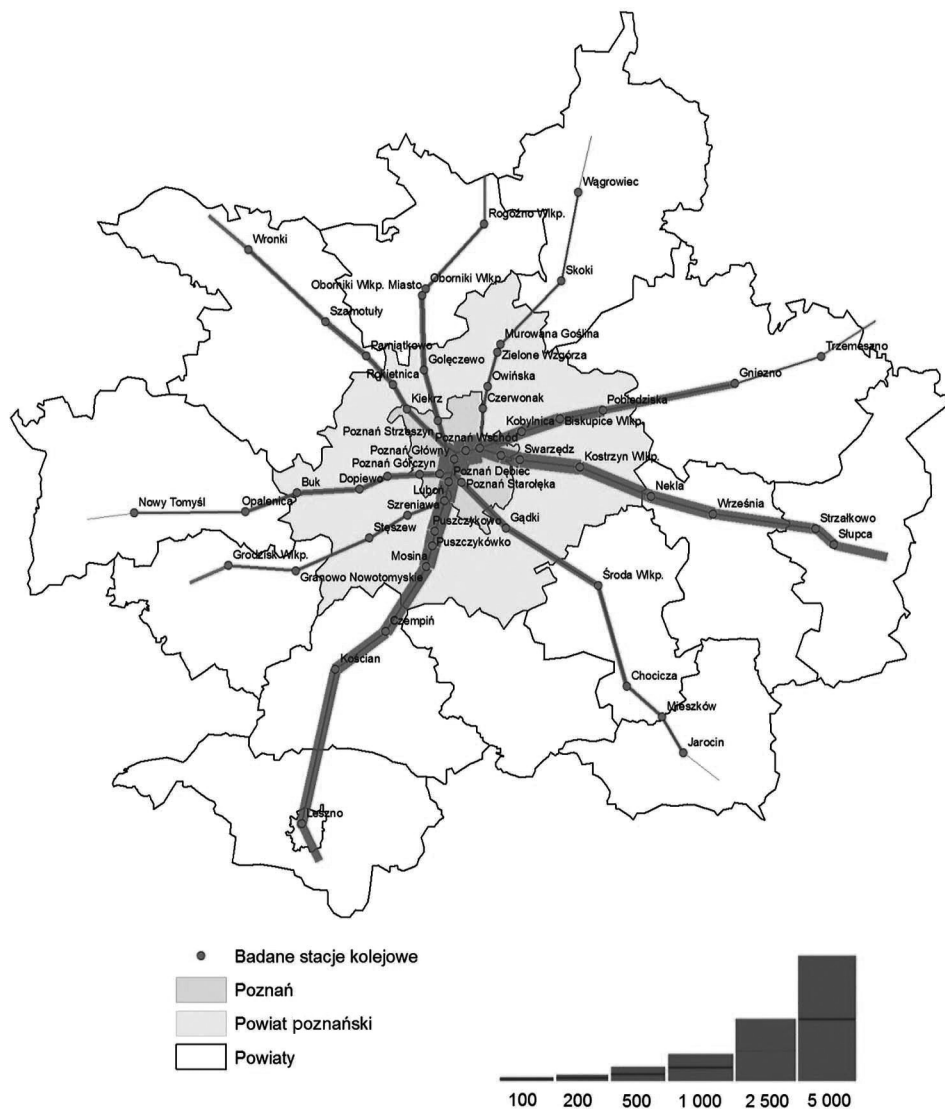 Wągrowiec
Rogoźno Wlkp.
Wronki
Skoki
Oborniki Wlkp.
Oborniki Wlkp. Miasto
Szamotuły
Murowana Goślina
Trzemeszno
Pamiątkowo
Zielone Wzgórza
Golęczewo
Gniezno
Rokietnica
Owińska
Kiekrz
Czerwonak
Pobiedziska
Kobylnica
Biskupice Wlkp.
Poznań Strzeszyn
Poznań Wschód
Poznań Główny
Swarzędz
Kostrzyn Wlkp.
Poznań Górczyn
Poznań Dębiec
Buk
Dopiewo
Poznań Starołęka
Nekla
Luboń
Nowy Tomyśl
Opalenica
Szreniawa
Września
Gądki
Puszczykowo
Strzałkowo
Stęszew
Słupca
Puszczykówko
Grodzisk Wlkp.
Mosina
Granowo Nowotomyskie
Środa Wlkp.
Czempiń
Kościan
Chocicza
Mieszków
Jarocin
Leszno
Badane stacje kolejowe
Poznań
Powiat poznański
Powiaty
100 200 500 1 000 2 500 5 000